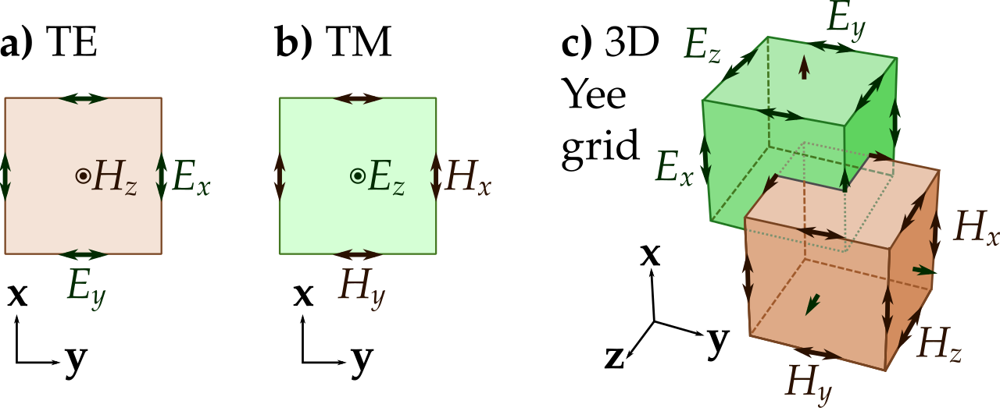 a) TE
H_z
E_x
E_y
x
y
b) TM
E_z
H_x
H_y
x
y
c) 3D
Yee
grid
E_z
E_y
E_x
H_x
H_z
H_y
x
y
z